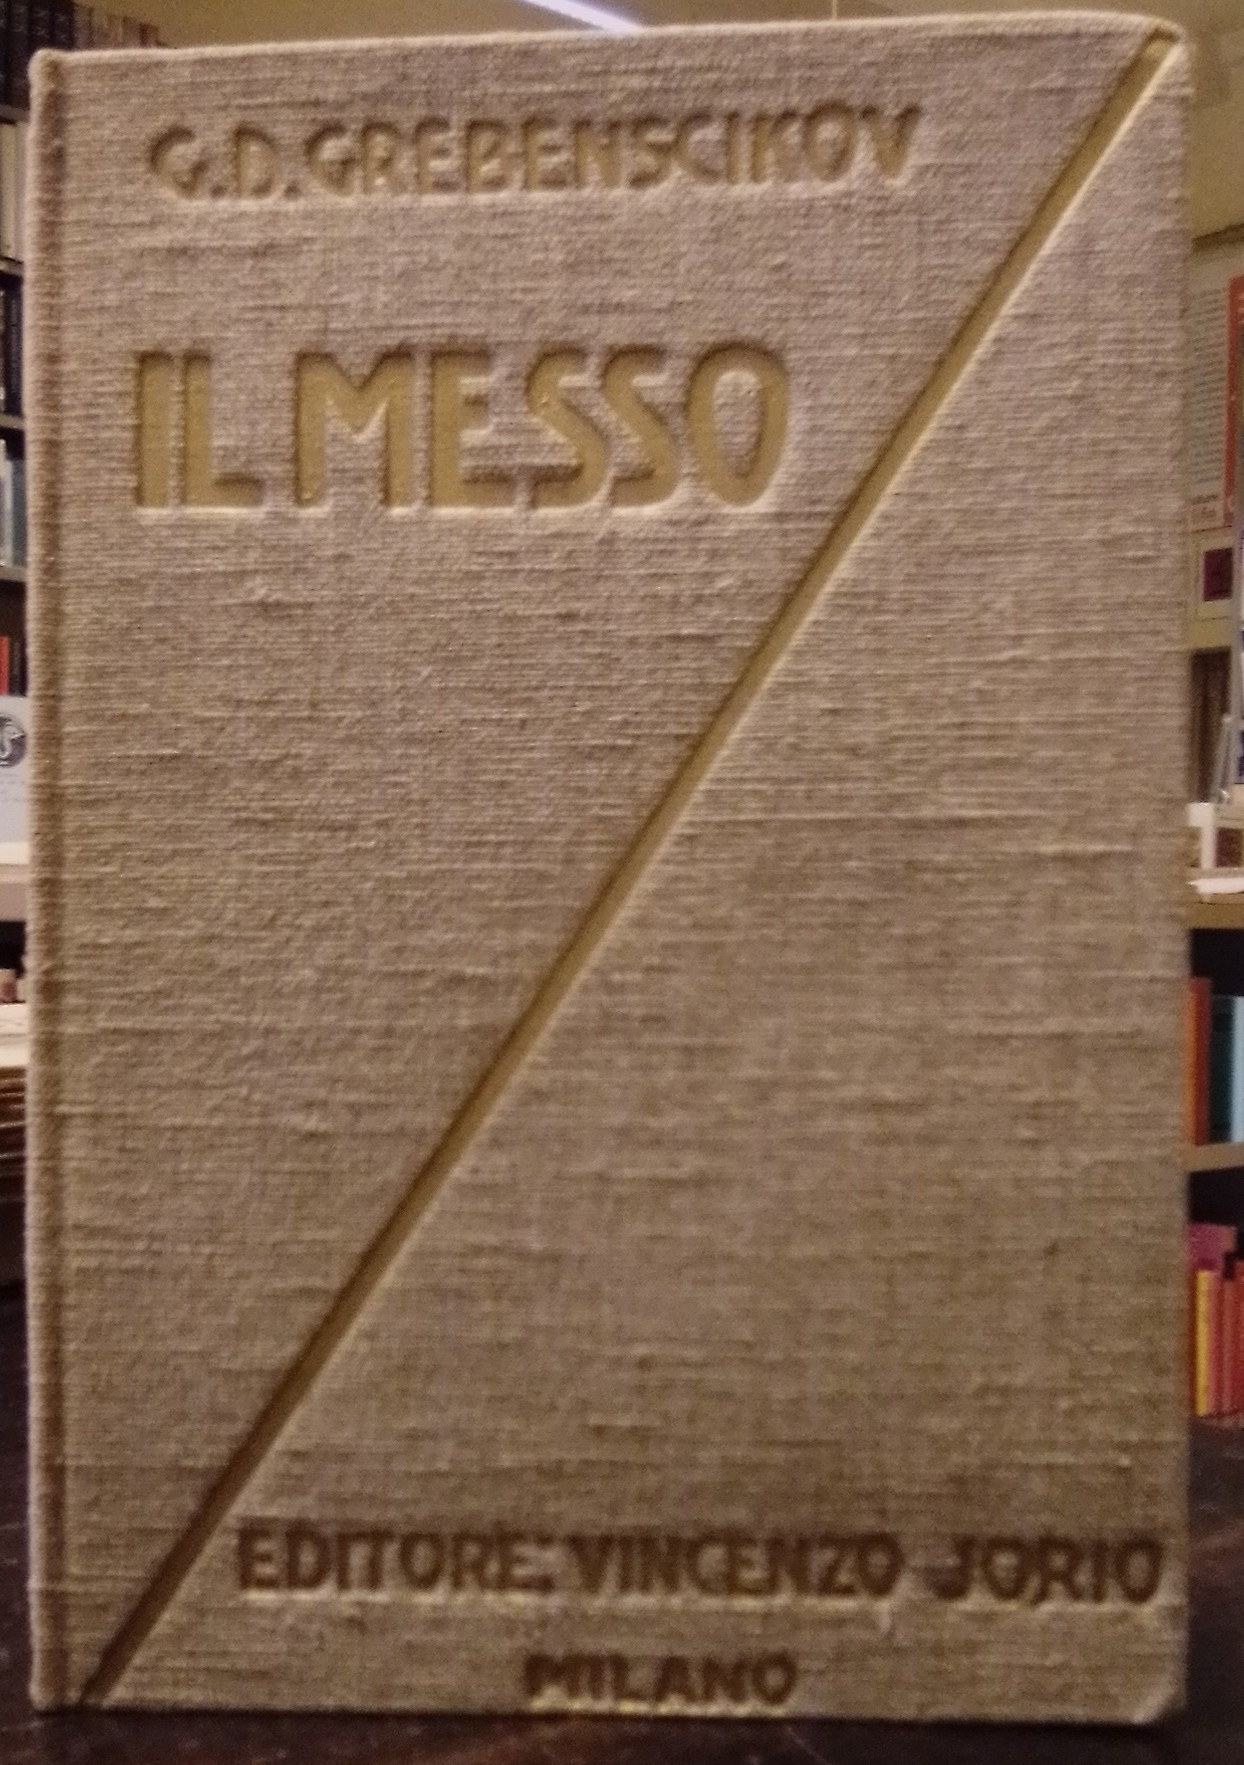 G.D. GREBENSCIKOV
IL MESSO
EDITORE: VINCENZO JORIO
MILANO